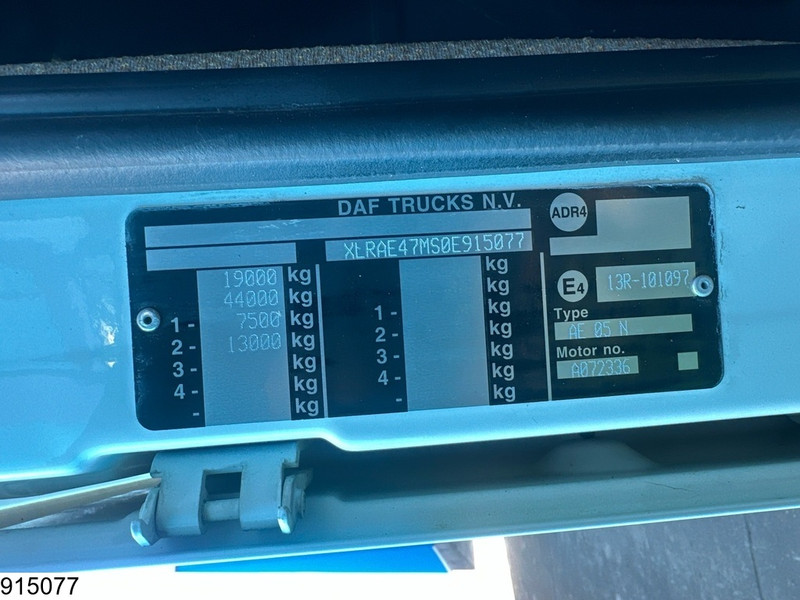 DAF TRUCKS N.V.
ADR4
XLRAE47MS0E915077
19000 kg kg
44000 kg kg
1- 7500 kg 1- kg
2- 13000 kg 2- kg
3- kg 3- kg
4- kg 4- kg
- kg - kg
E4 13R-101097
Type
AE 05 N
Motor no.
A072336
915077